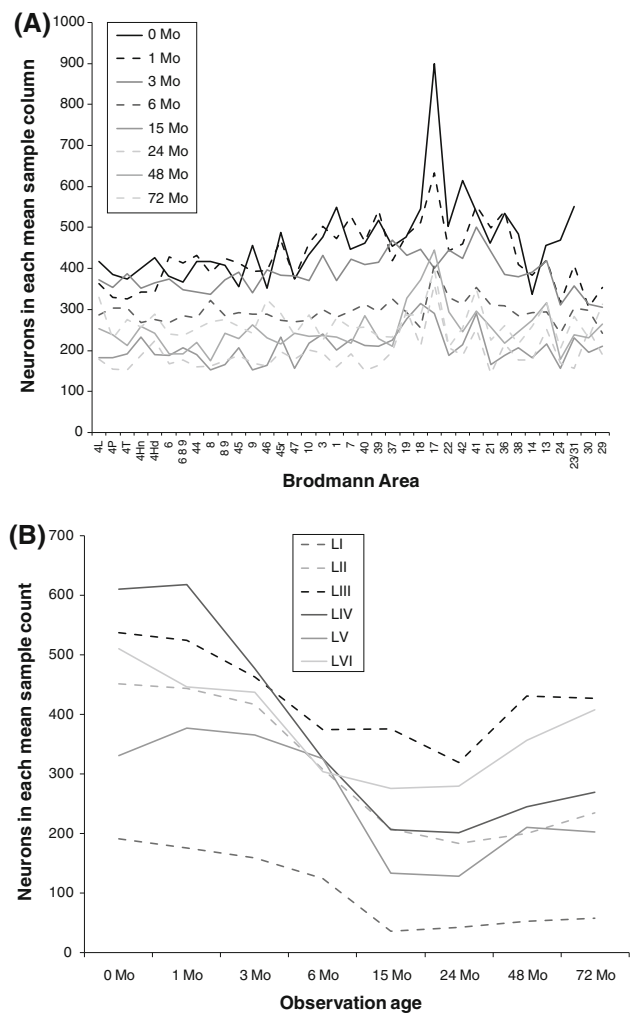 (A)
Neurons in each mean sample column
1000
900
800
700
600
500
400
300
200
100
0
0 Mo
1 Mo
3 Mo
6 Mo
15 Mo
24 Mo
48 Mo
72 Mo
4L
4P
4T
4Hn
4Hd
6
6 8 9
44
8
8 9
45
9
46
45r
47
10
3
1
7
40
39
37
19
18
17
22
42
41
21
36
38
14
13
24
23/31
30
29
Brodmann Area
(B)
Neurons in each mean sample count
700
600
500
400
300
200
100
0
LI
LII
LIII
LIV
LV
LVI
0 Mo
1 Mo
3 Mo
6 Mo
15 Mo
24 Mo
48 Mo
72 Mo
Observation age